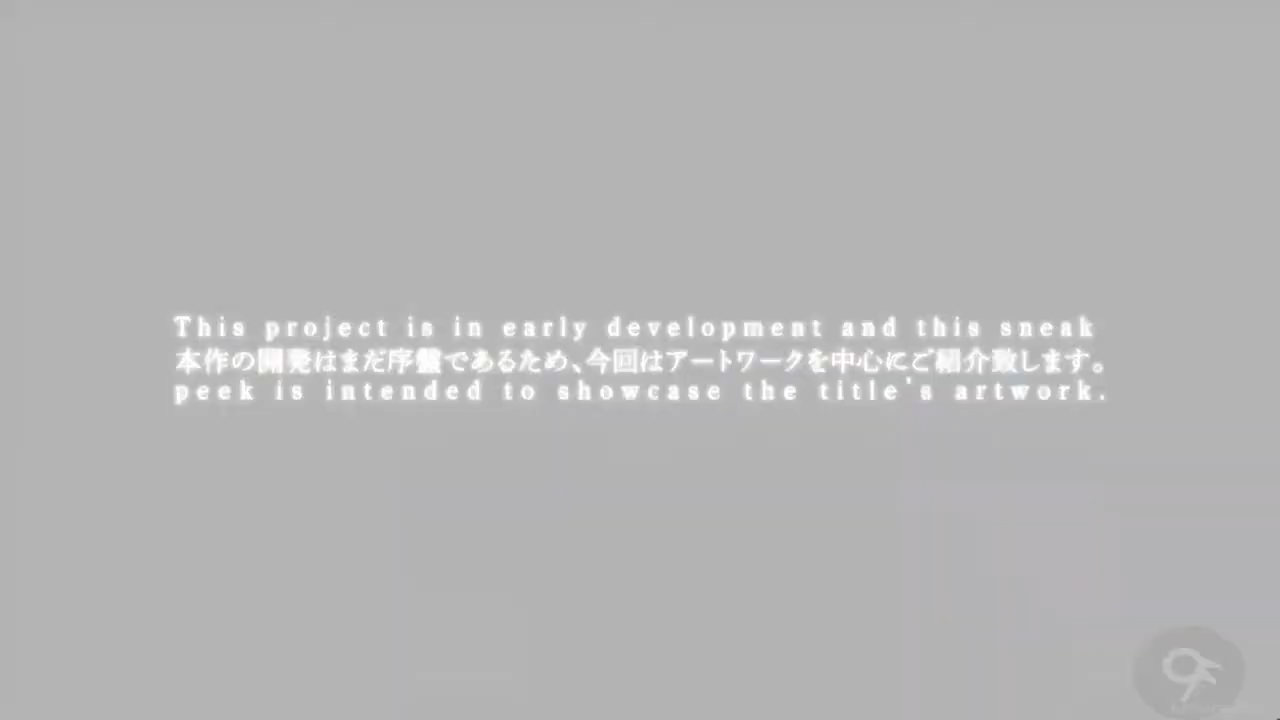 This project is in early development and this sneak
本作の開発はまだ序盤であるため、今回はアートワークを中心にご紹介致します。
peek is intended to showcase the title's artwork.